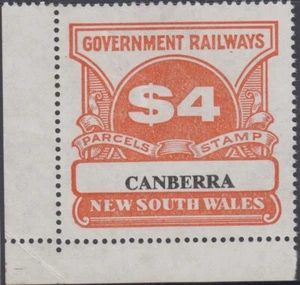 GOVERNMENT RAILWAYS
$4
PARCELS STAMP
CANBERRA
NEW SOUTH WALES